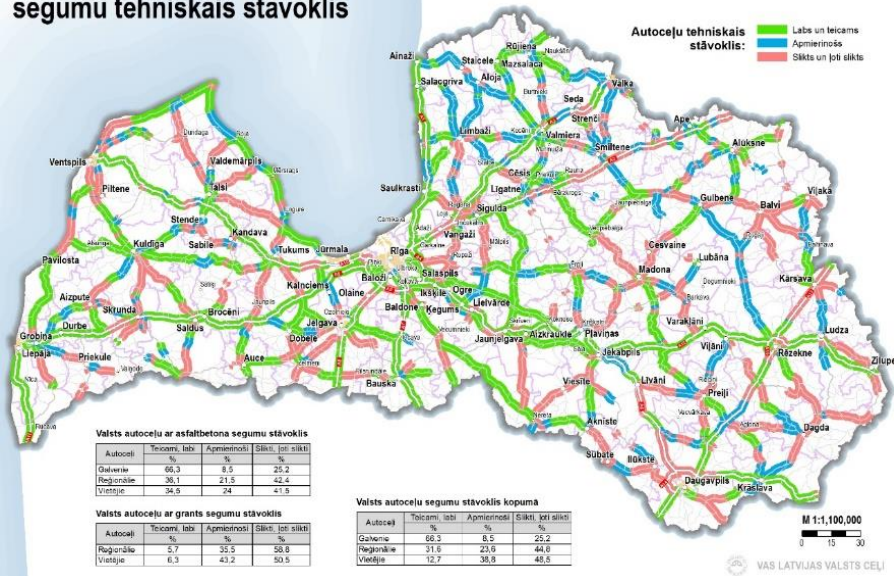 segumu tehniskais stāvoklis
Autoceļu tehniskais
stāvoklis:
Labs un teicams
Apmierinošs
Slikts un ļoti slikts
Ainaži
Staicele
Rūjiena
Mazsalaca
Aloja
Salacgrīva
Burtnieki
Seda
Valka
Strenči
Limbaži
Valmiera
Smiltene
Ape
Alūksne
Dundaga
Ventspils
Valdemārpils
Piltene
Talsi
Saulkrasti
Cēsis
Līgatne
Rauna
Sigulda
Gulbene
Balvi
Viļaka
Stende
Kandava
Kuldīga
Sabile
Tukums
Jūrmala
Rīga
Vangaži
Mālpils
Cesvaine
Lubāna
Madona
Pāvilosta
Kalnciems
Baloži
Salaspils
Olaine
Ikšķile
Ogre
Ķegums
Lielvārde
Baldone
Kārsava
Aizpute
Skrunda
Brocēni
Saldus
Durbe
Grobiņa
Liepāja
Priekule
Jelgava
Dobele
Auce
Bauska
Jaunjelgava
Aizkraukle
Pļaviņas
Jēkabpils
Varakļāni
Viļāni
Rēzekne
Ludza
Zilupe
Viesīte
Līvāni
Preiļi
Aknīste
Subate
Ilūkste
Dagda
Daugavpils
Krāslava
Nereta
Rucava
Valsts autoceļu ar asfaltbetona segumu stāvoklis
Autoceļi Teicami, labi Apmierinoši Slikti, ļoti slikti
% % %
Galvenie 66,3 8,5 25,2
Reģionālie 36,1 21,5 42,4
Vietējie 34,5 24 41,5
Valsts autoceļu ar grants segumu stāvoklis
Autoceļi Teicami, labi Apmierinoši Slikti, ļoti slikti
% % %
Reģionālie 5,7 35,5 58,8
Vietējie 6,3 43,2 50,5
Valsts autoceļu segumu stāvoklis kopumā
Autoceļi Teicami, labi Apmierinoši Slikti, ļoti slikti
% % %
Galvenie 66,3 8,5 25,2
Reģionālie 31,6 23,6 44,8
Vietējie 12,7 38,8 48,5
M 1:1,100,000
0 15 30
VAS LATVIJAS VALSTS CEĻI